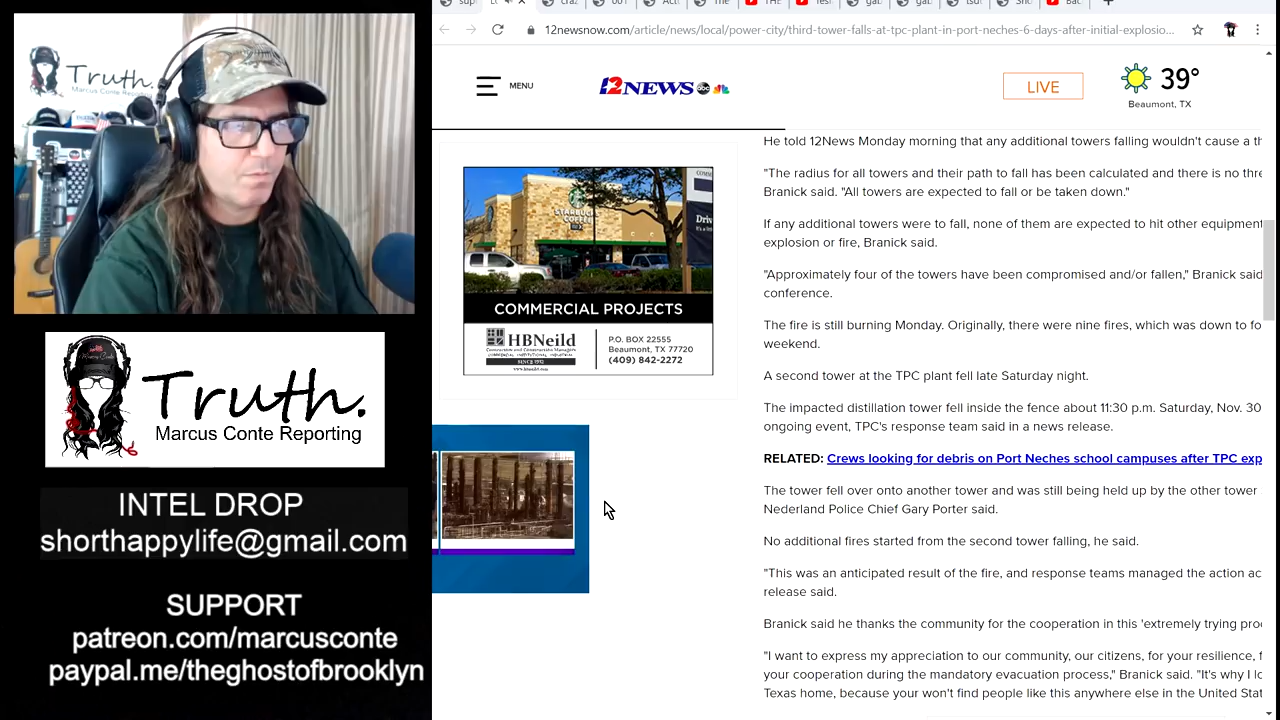 Truth.
Marcus Conte Reporting
Truth.
Marcus Conte Reporting
INTEL DROP
shorthappylife@gmail.com
SUPPORT
patreon.com/marcusconte
paypal.me/theghostofbrooklyn
12newsnow.com/article/news/local/power-city/third-tower-falls-at-tpc-plant-in-port-neches-6-days-after-initial-explosio...
MENU
12NEWS abc
LIVE
39°
Beaumont, TX
STARBUCKS COFFEE
COMMERCIAL PROJECTS
HBNeild
SINCE
P.O. BOX 22555
Beaumont, TX 77720
(409) 842-2272
He told 12News Monday morning that any additional towers falling wouldn't cause a th
"The radius for all towers and their path to fall has been calculated and there is no thre
Branick said. "All towers are expected to fall or be taken down."
If any additional towers were to fall, none of them are expected to hit other equipment
explosion or fire, Branick said.
"Approximately four of the towers have been compromised and/or fallen," Branick said
conference.
The fire is still burning Monday. Originally, there were nine fires, which was down to fo
weekend.
A second tower at the TPC plant fell late Saturday night.
The impacted distillation tower fell inside the fence about 11:30 p.m. Saturday, Nov. 30
ongoing event, TPC's response team said in a news release.
RELATED: Crews looking for debris on Port Neches school campuses after TPC exp
The tower fell over onto another tower and was still being held up by the other tower
Nederland Police Chief Gary Porter said.
No additional fires started from the second tower falling, he said.
"This was an anticipated result of the fire, and response teams managed the action ac
release said.
Branick said he thanks the community for the cooperation in this 'extremely trying proc
"I want to express my appreciation to our community, our citizens, for your resilience, f
your cooperation during the mandatory evacuation process," Branick said. "It's why I lo
Texas home, because your won't find people like this anywhere else in the United Stat